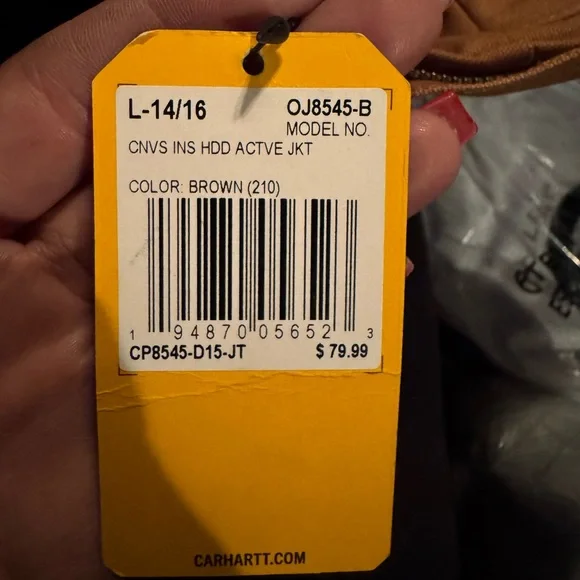 L-14/16
OJ8545-B
MODEL NO.
CNVS INS HDD ACTVE JKT
COLOR: BROWN (210)
1 94870 05652 3
CP8545-D15-JT
$ 79.99
CARHARTT.COM